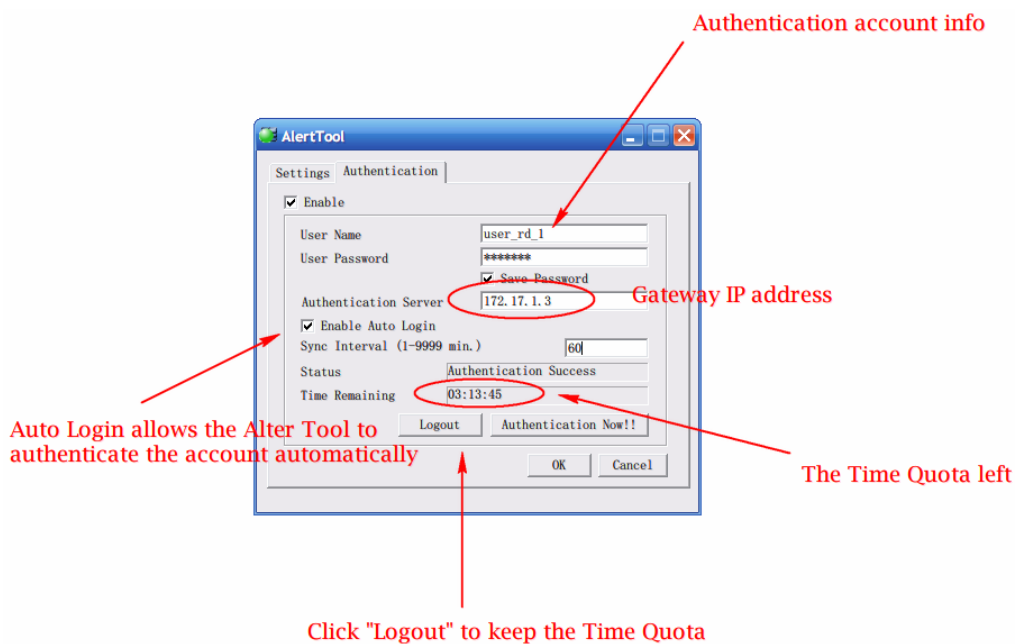 Authentication account info
AlertTool
Settings Authentication
Enable
User Name user_rd_1
User Password *******
Save Password
Authentication Server 172.17.1.3 Gateway IP address
Enable Auto Login
Sync Interval (1-9999 min.) 60
Status Authentication Success
Time Remaining 03:13:45
Logout Authentication Now!!
Auto Login allows the Alter Tool to
authenticate the account automatically
OK Cancel
The Time Quota left
Click "Logout" to keep the Time Quota